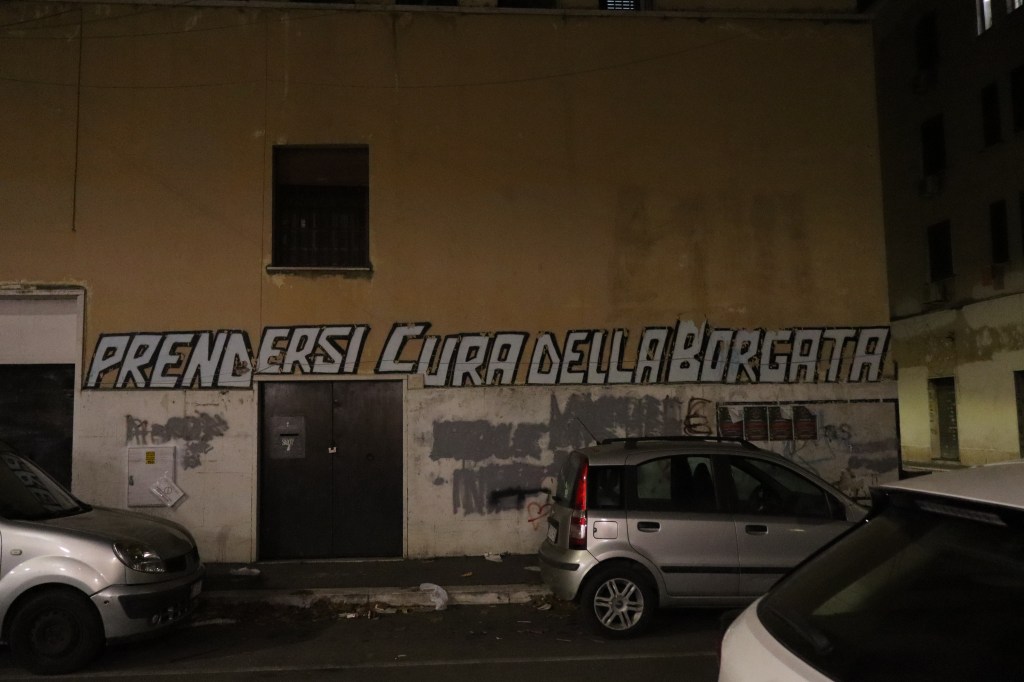 PRENDERSI CURA DELLA BORGATA